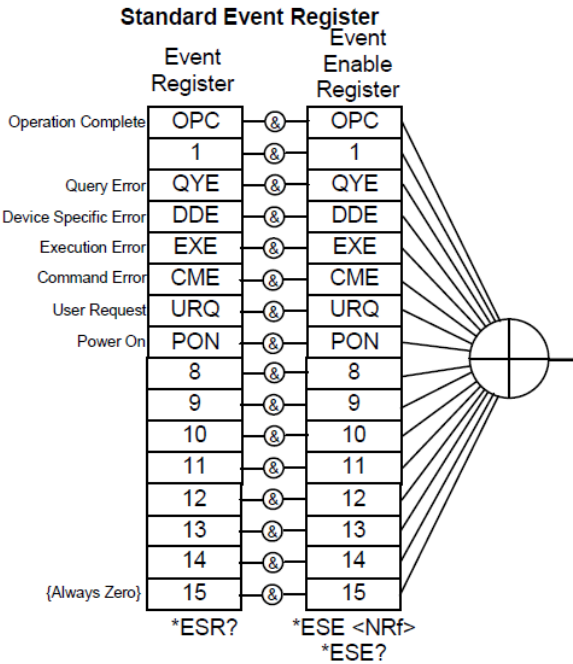 Standard Event Register
Event
Register
Event
Enable
Register
Operation Complete OPC & OPC
1 & 1
Query Error QYE & QYE
Device Specific Error DDE & DDE
Execution Error EXE & EXE
Command Error CME & CME
User Request URQ & URQ
Power On PON & PON
8 & 8
9 & 9
10 & 10
11 & 11
12 & 12
13 & 13
14 & 14
{Always Zero} 15 & 15
*ESR? *ESE <NRf>
*ESE?